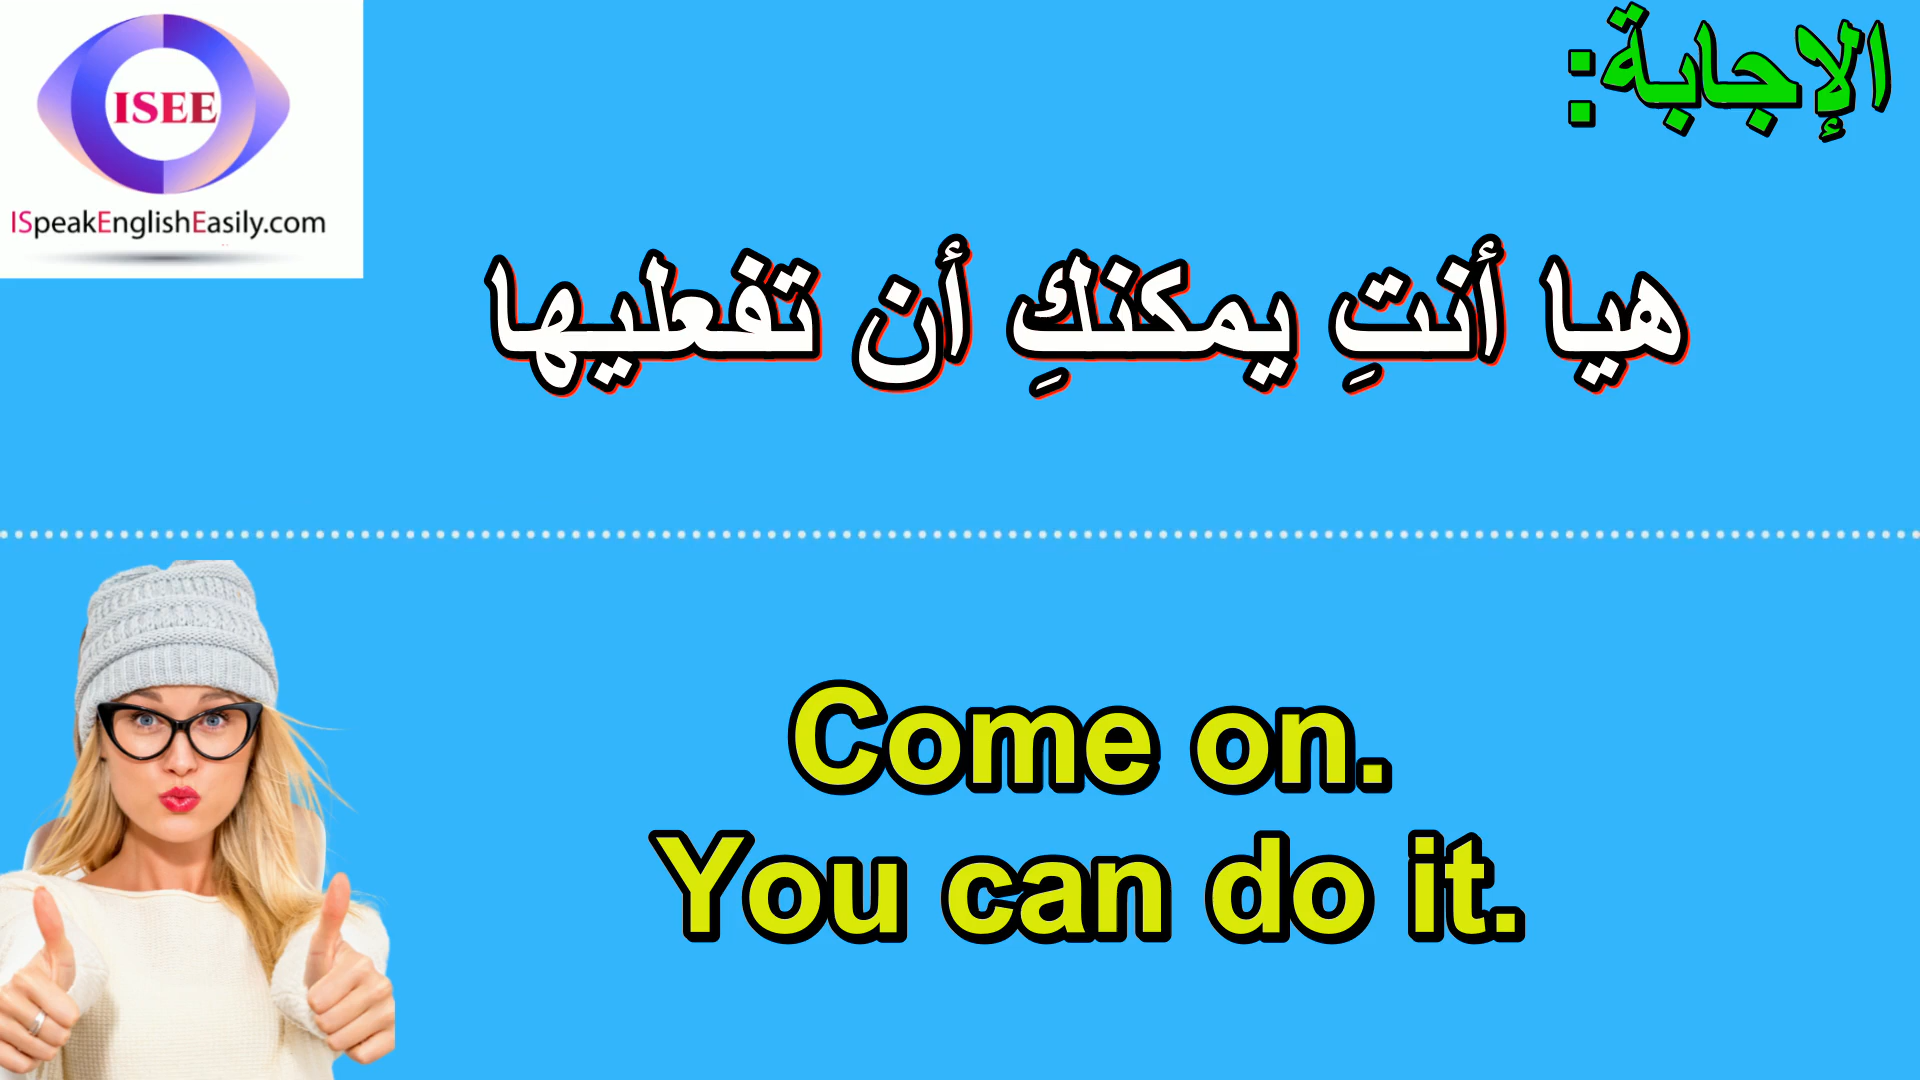 ISEE
ISpeakEnglishEasily.com
الإجابة:
هيا أنتِ يمكنكِ أن تفعليها
Come on.
You can do it.